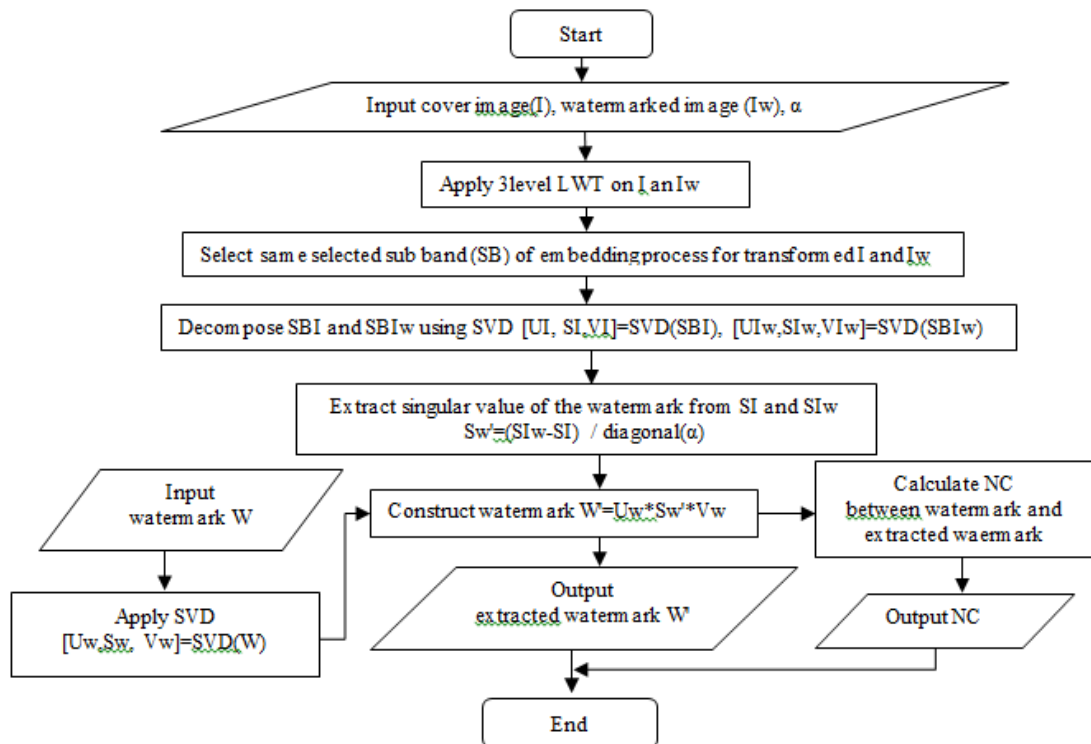 Start
Input cover image(I), watermarked image (Iw), α
Apply 3level LWT on I an Iw
Select same selected sub band (SB) of embedding process for transformed I and Iw
Decompose SBI and SBIw using SVD [UI, SI,VI]=SVD(SBI), [UIw,SIw,VIw]=SVD(SBIw)
Extract singular value of the watermark from SI and SIw
Sw'=(SIw-SI) / diagonal(α)
Input
watermark W
Construct watermark W'=Uw*Sw'*Vw
Calculate NC
between watermark and
extracted waermark
Apply SVD
[Uw,Sw, Vw]=SVD(W)
Output
extracted watermark W'
Output NC
End